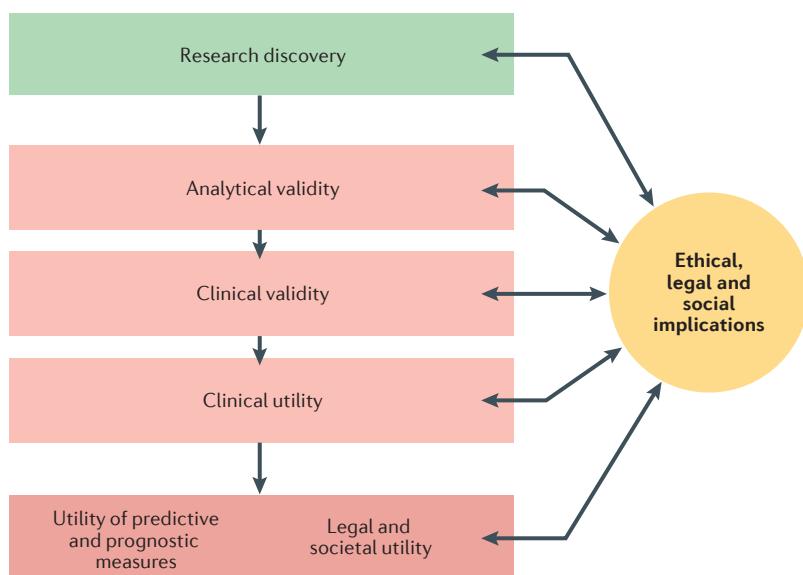 Research discovery
Analytical validity
Clinical validity
Clinical utility
Utility of predictive
and prognostic
measures
Legal and
societal utility
Ethical,
legal and
social
implications